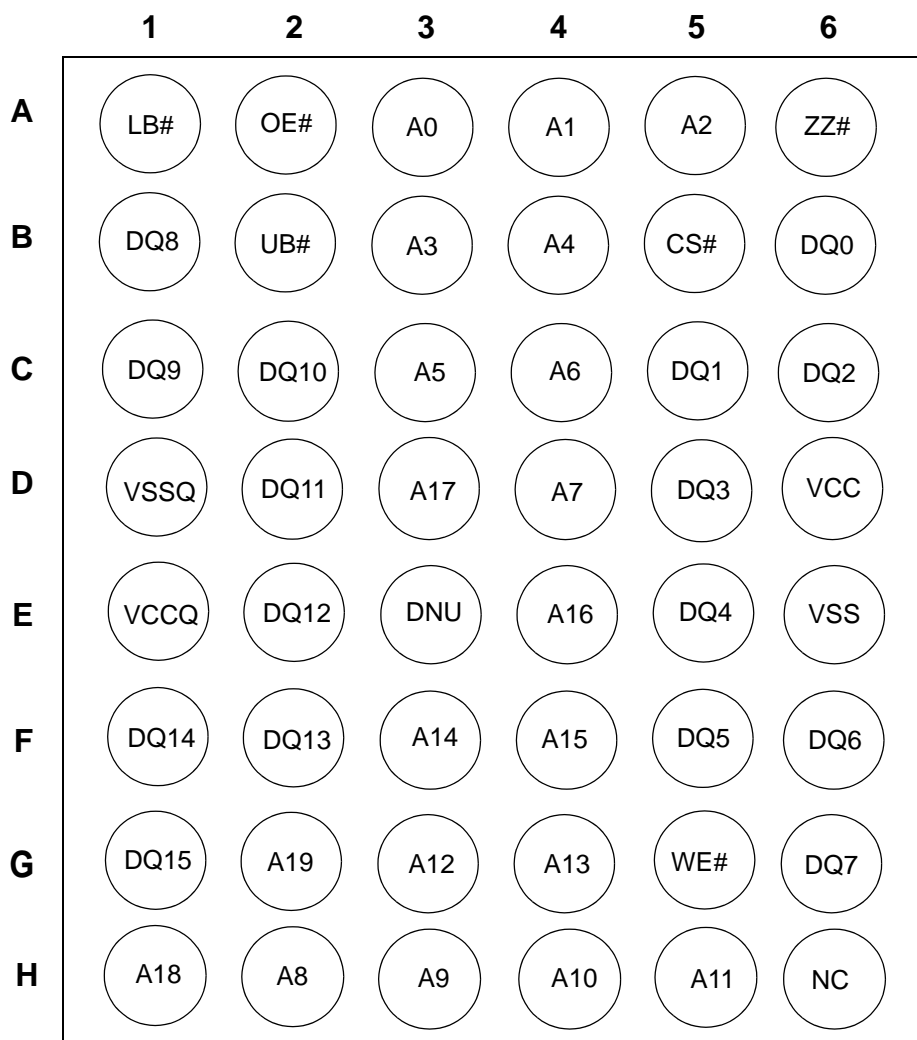 1 2 3 4 5 6
A LB# OE# A0 A1 A2 ZZ#
B DQ8 UB# A3 A4 CS# DQ0
C DQ9 DQ10 A5 A6 DQ1 DQ2
D VSSQ DQ11 A17 A7 DQ3 VCC
E VCCQ DQ12 DNU A16 DQ4 VSS
F DQ14 DQ13 A14 A15 DQ5 DQ6
G DQ15 A19 A12 A13 WE# DQ7
H A18 A8 A9 A10 A11 NC